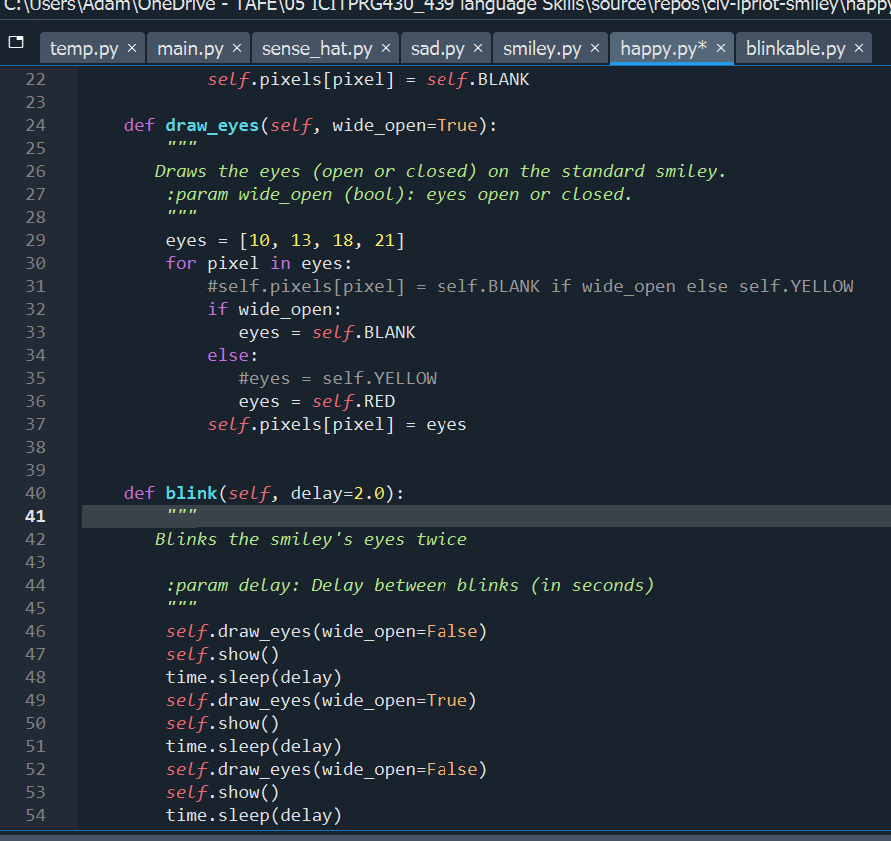 C:\Users\Adam\OneDrive - TAFE\05 ICITPRG430_439 language Skills\source\repos\civ-ipriot-smiley\happy
temp.py × main.py × sense_hat.py × sad.py × smiley.py × happy.py* × blinkable.py ×
22 self.pixels[pixel] = self.BLANK
23
24 def draw_eyes(self, wide_open=True):
25 """
26 Draws the eyes (open or closed) on the standard smiley.
27 :param wide_open (bool): eyes open or closed.
28 """
29 eyes = [10, 13, 18, 21]
30 for pixel in eyes:
31 #self.pixels[pixel] = self.BLANK if wide_open else self.YELLOW
32 if wide_open:
33 eyes = self.BLANK
34 else:
35 #eyes = self.YELLOW
36 eyes = self.RED
37 self.pixels[pixel] = eyes
38
39
40 def blink(self, delay=2.0):
41 """
42 Blinks the smiley's eyes twice
43
44 :param delay: Delay between blinks (in seconds)
45 """
46 self.draw_eyes(wide_open=False)
47 self.show()
48 time.sleep(delay)
49 self.draw_eyes(wide_open=True)
50 self.show()
51 time.sleep(delay)
52 self.draw_eyes(wide_open=False)
53 self.show()
54 time.sleep(delay)